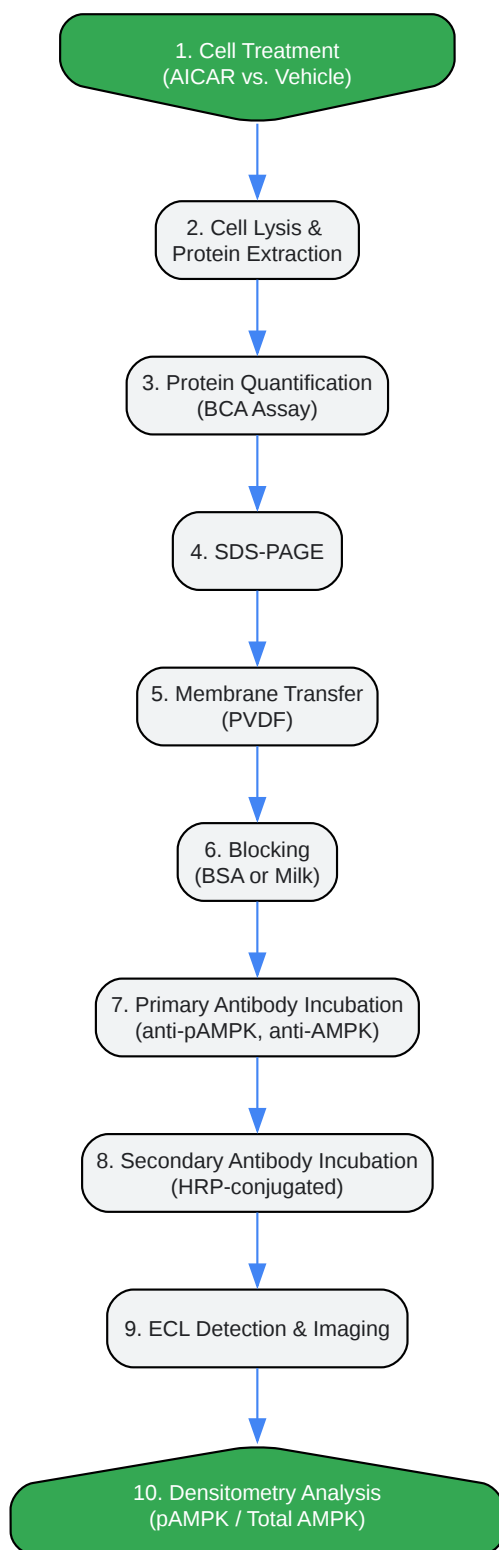 1. Cell Treatment
(AICAR vs. Vehicle)
2. Cell Lysis &
Protein Extraction
3. Protein Quantification
(BCA Assay)
4. SDS-PAGE
5. Membrane Transfer
(PVDF)
6. Blocking
(BSA or Milk)
7. Primary Antibody Incubation
(anti-pAMPK, anti-AMPK)
8. Secondary Antibody Incubation
(HRP-conjugated)
9. ECL Detection & Imaging
10. Densitometry Analysis
(pAMPK / Total AMPK)